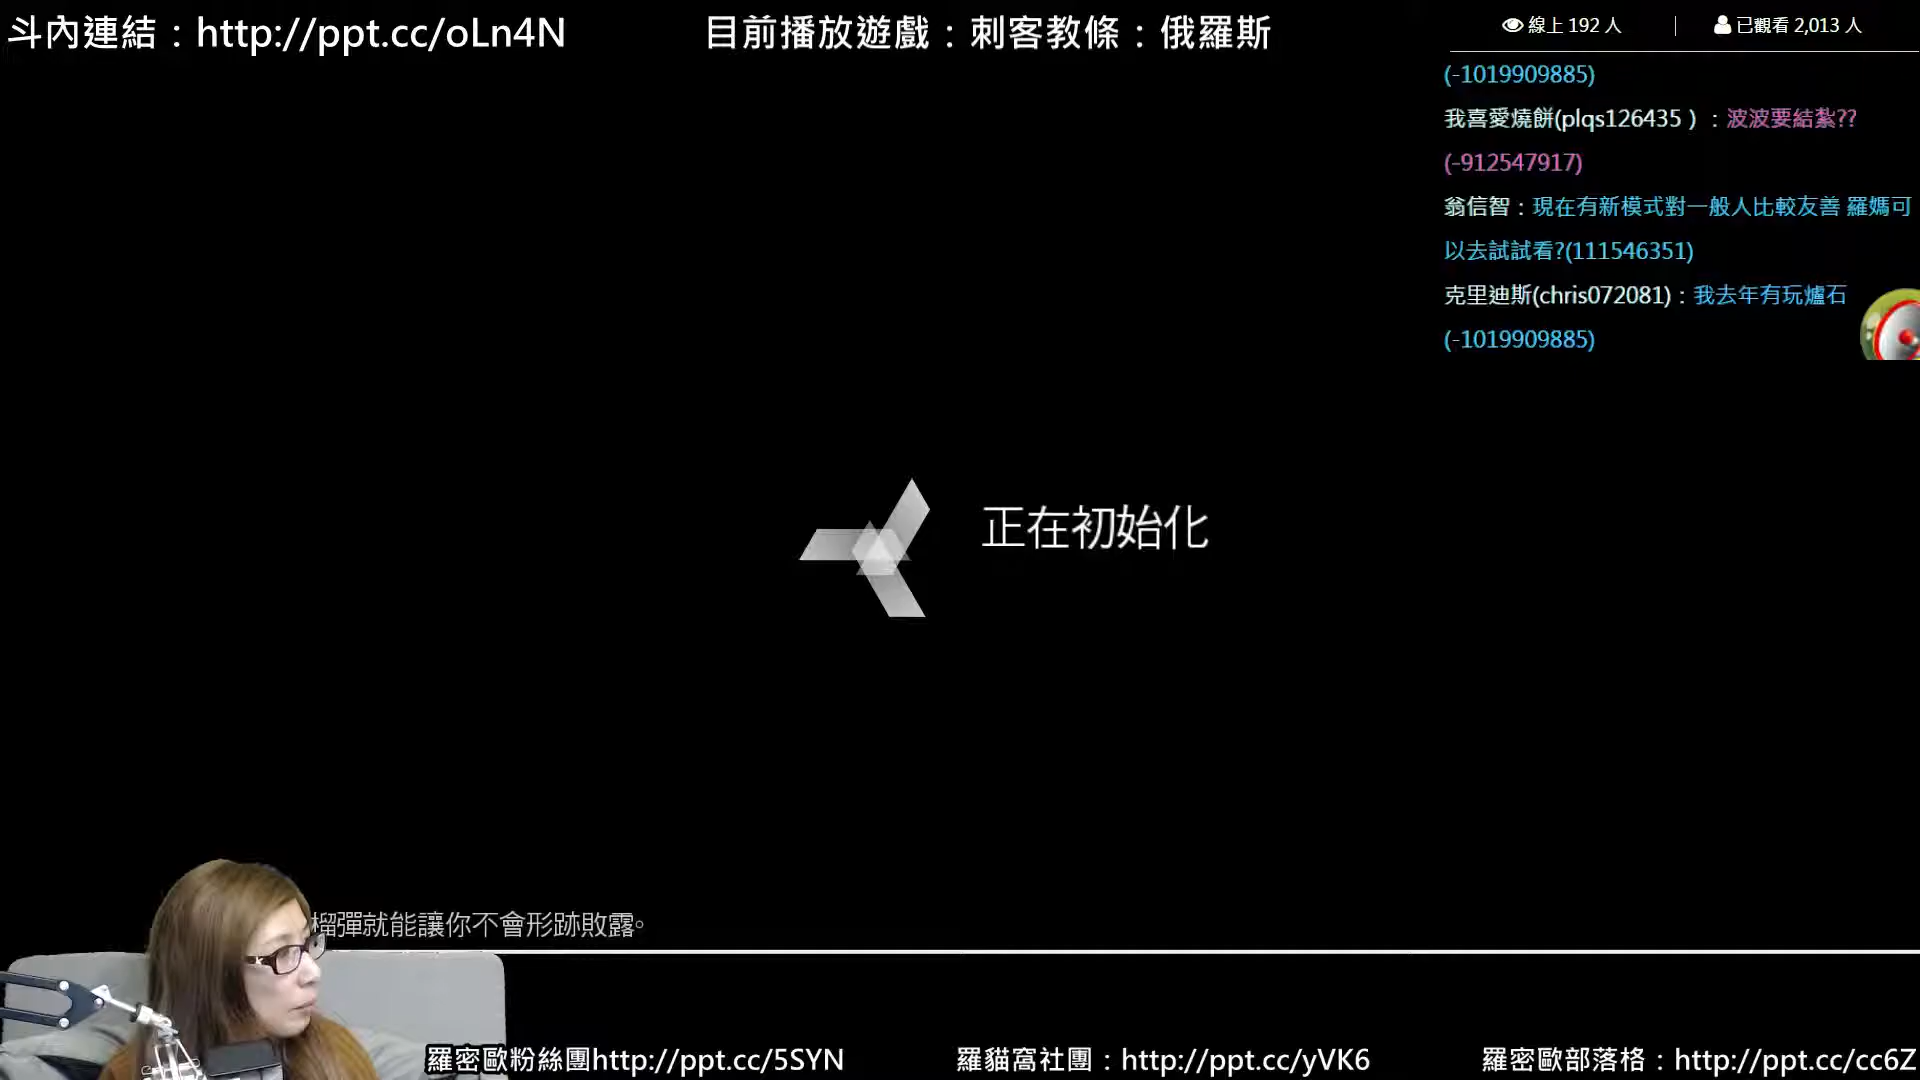 斗內連結：http://ppt.cc/oLn4N
目前播放遊戲：刺客教條：俄羅斯
線上 192 人 | 已觀看 2,013 人
(-1019909885)
我喜愛燒餅(plqs126435 ) ：波波要結紮??
(-912547917)
翁信智：現在有新模式對一般人比較友善 羅媽可
以去試試看?(111546351)
克里迪斯(chris072081)：我去年有玩爐石
(-1019909885)
正在初始化
榴彈就能讓你不會形跡敗露。
羅密歐粉絲團http://ppt.cc/5SYN
羅貓窩社團：http://ppt.cc/yVK6
羅密歐部落格：http://ppt.cc/cc6Z